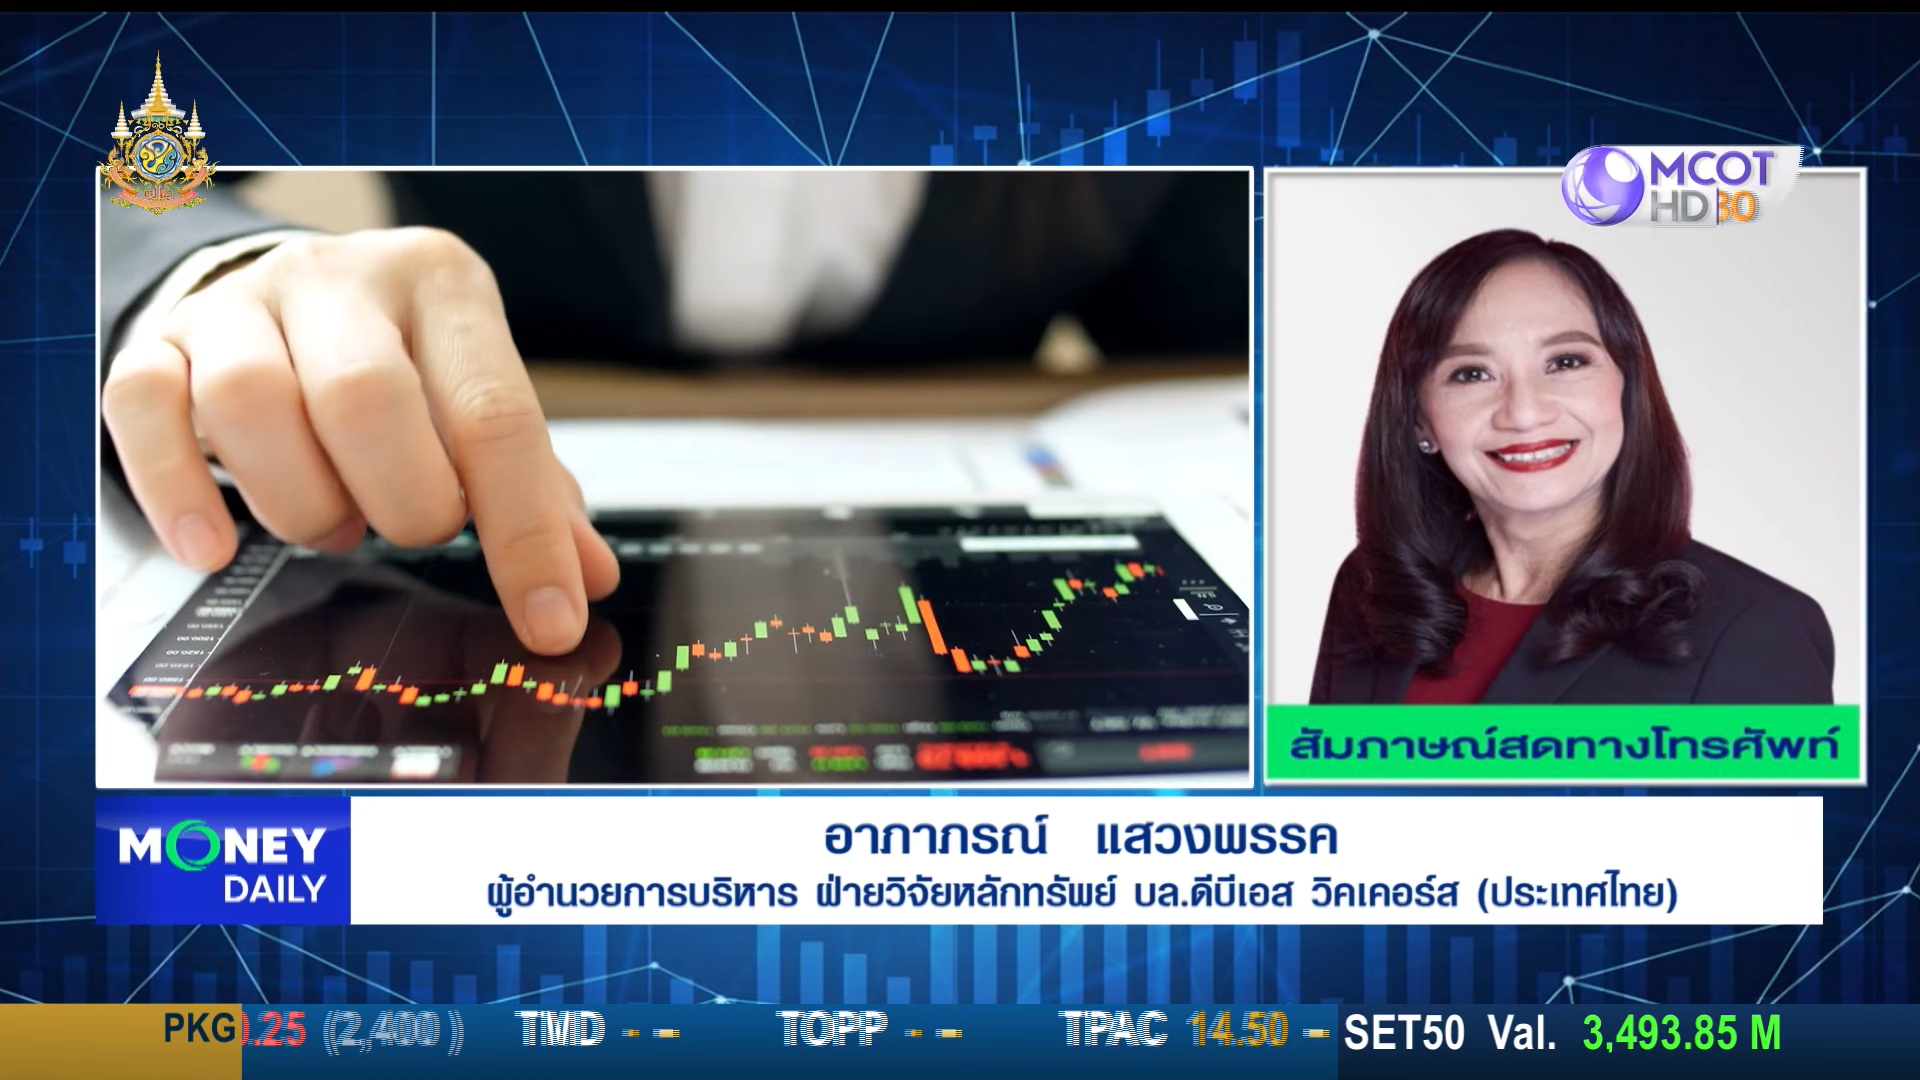 MCOT
HD 30
สัมภาษณ์สดทางโทรศัพท์
MONEY
DAILY
อาภาภรณ์ แสวงพรรค
ผู้อำนวยการบริหาร ฝ่ายวิจัยหลักทรัพย์ บล.ดีบีเอส วิคเคอร์ส (ประเทศไทย)
PKG .25 (2,400) TMD - - TOPP - - TPAC 14.50 - SET50 Val. 3,493.85 M